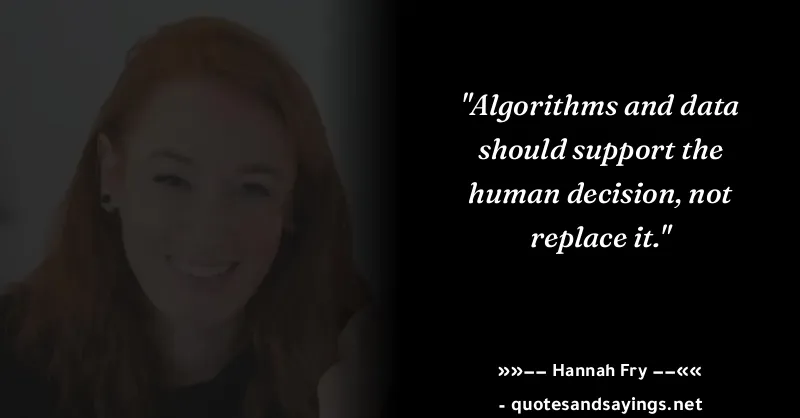 "Algorithms and data
should support the
human decision, not
replace it."
»»–– Hannah Fry ––««
- quotesandsayings.net